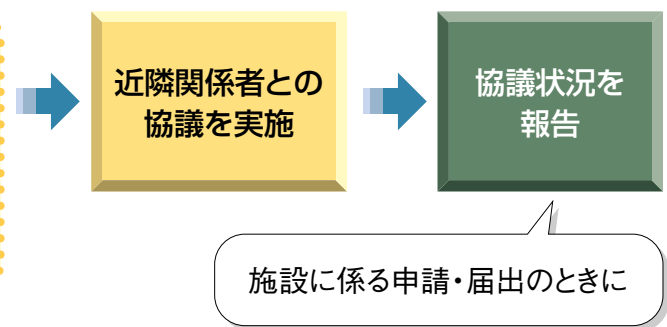 近隣関係者との
協議を実施
協議状況を
報告
施設に係る申請・届出のときに